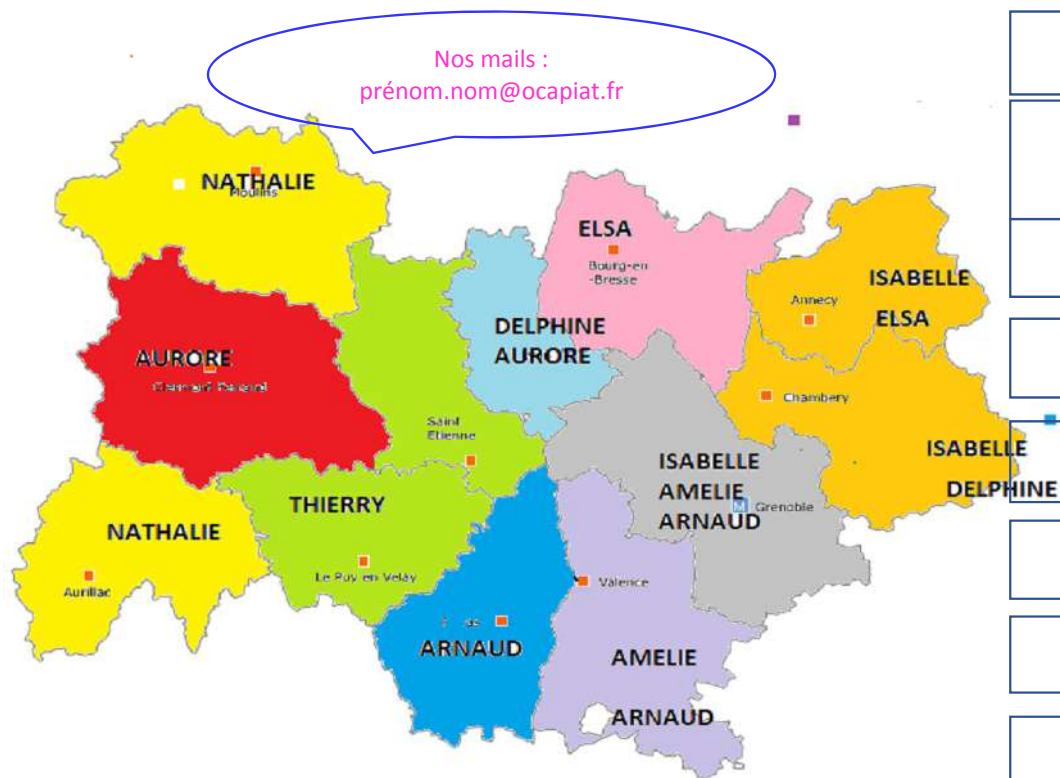 Nos mails :
prénom.nom@ocapiat.fr
NATHALIE
Moulins
ELSA
Bourg-en
-Bresse
ISABELLE
Annecy
ELSA
DELPHINE
AURORE
AURORE
Chambery
Saint
Etienne
ISABELLE
DELPHINE
ISABELLE
AMELIE
ARNAUD
M
Grenoble
THIERRY
NATHALIE
Le Puy en Velay
Aurillac
Valence
ARNAUD
AMELIE
ARNAUD